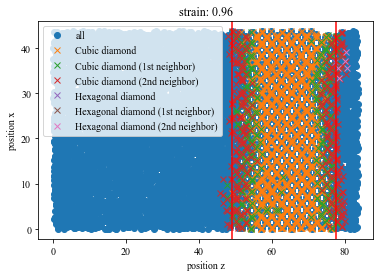 strain: 0.96
all
Cubic diamond
Cubic diamond (1st neighbor)
Cubic diamond (2nd neighbor)
Hexagonal diamond
Hexagonal diamond (1st neighbor)
Hexagonal diamond (2nd neighbor)
position x
40
30
20
10
0
0
20
40
60
80
position z